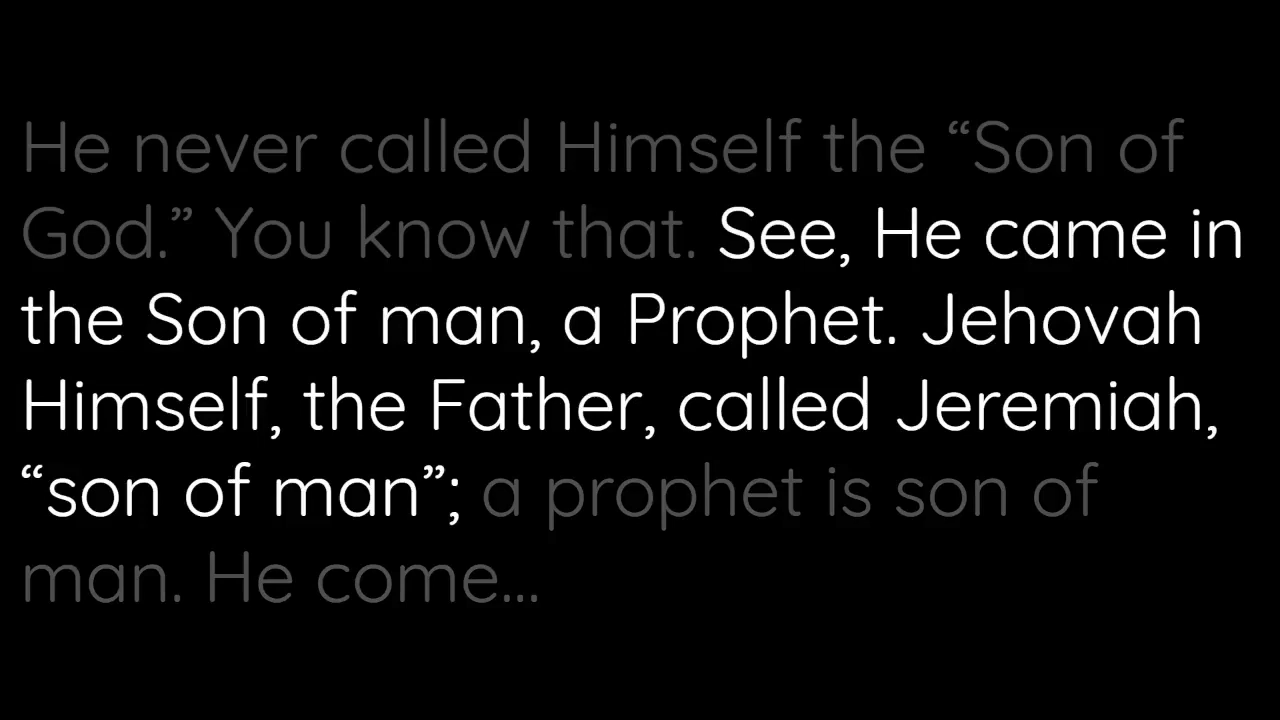 He never called Himself the “Son of
God.” You know that. See, He came in
the Son of man, a Prophet. Jehovah
Himself, the Father, called Jeremiah,
“son of man”; a prophet is son of
man. He come...